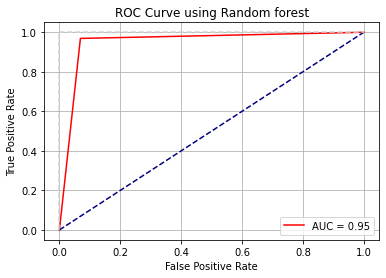 ROC Curve using Random forest
True Positive Rate
1.0
0.8
0.6
0.4
0.2
0.0
AUC = 0.95
0.0 0.2 0.4 0.6 0.8 1.0
False Positive Rate